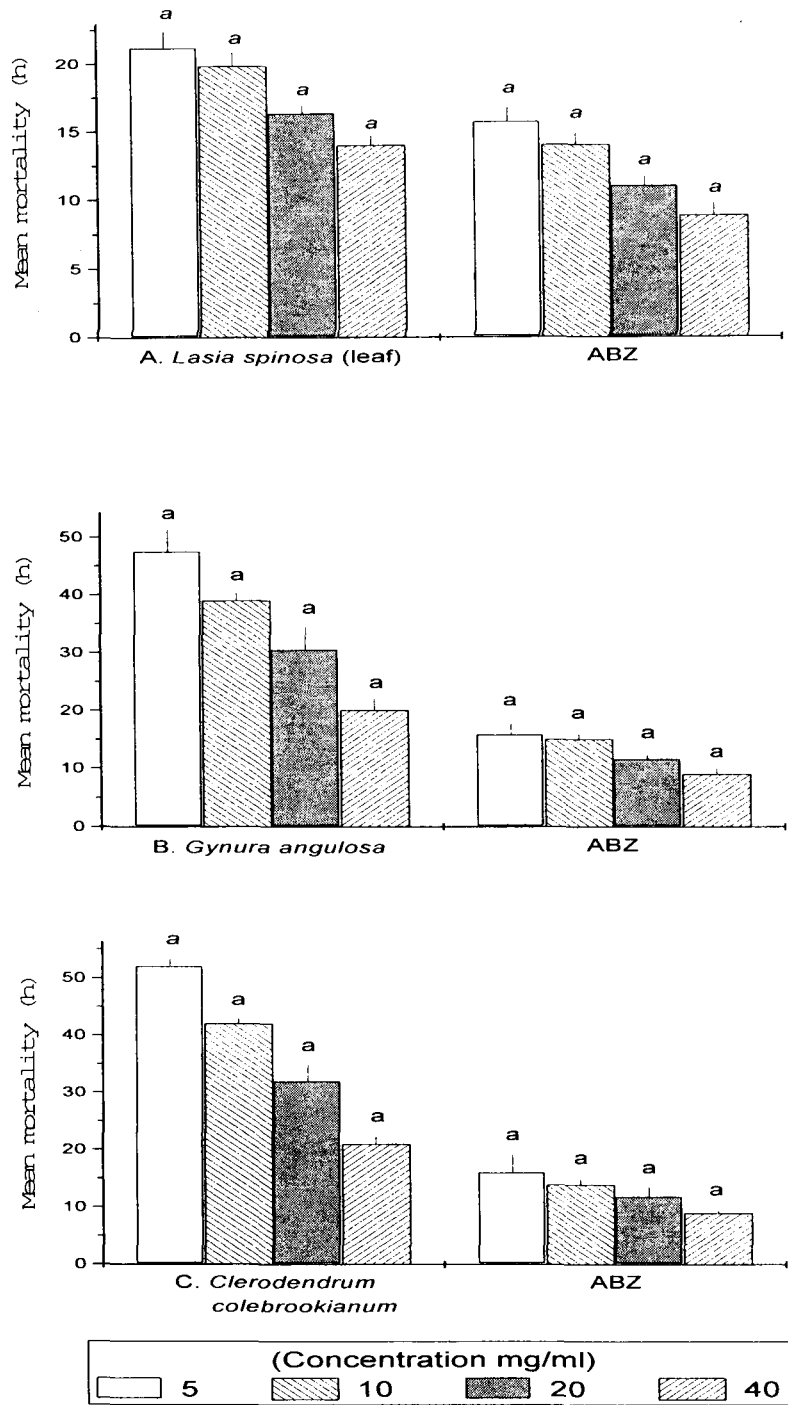 a
a
a
a
a
a
a
a
Mean mortality (h)
20
15
10
5
0
A. Lasia spinosa (leaf)
ABZ
a
a
a
a
a
a
a
a
Mean mortality (h)
50
40
30
20
10
0
B. Gynura angulosa
ABZ
a
a
a
a
a
a
a
a
Mean mortality (h)
50
40
30
20
10
0
C. Clerodendrum
colebrookianum
ABZ
(Concentration mg/ml)
5 10 20 40